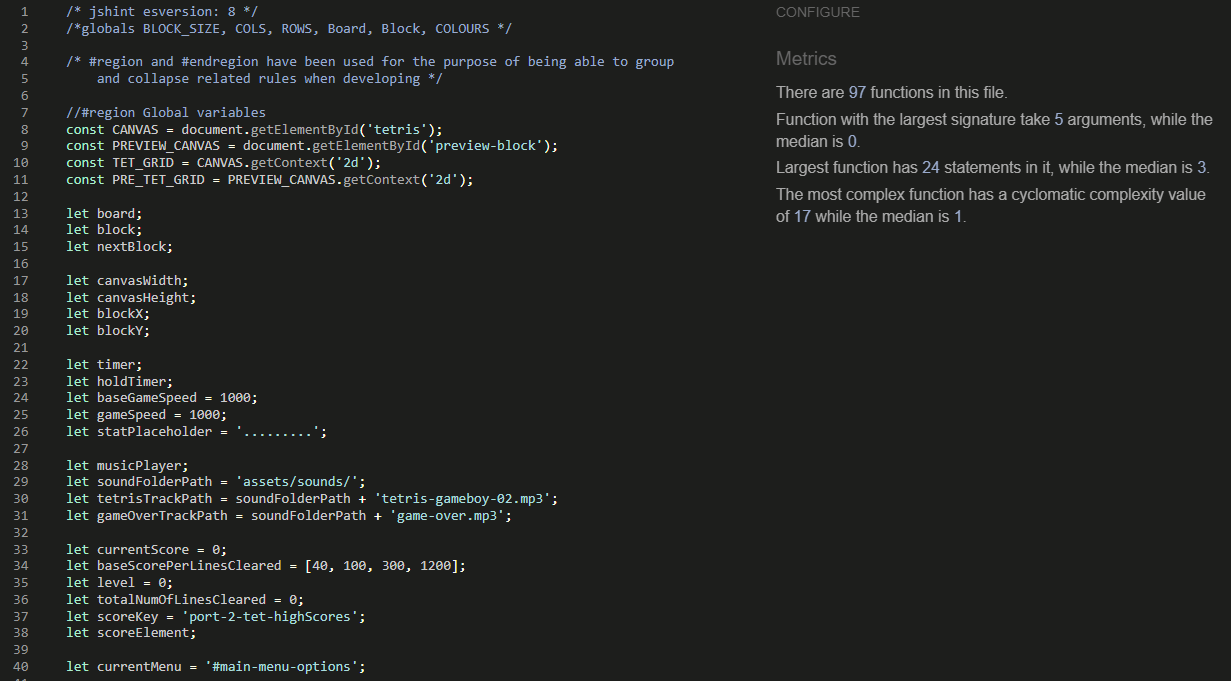 1 /* jshint esversion: 8 */
2 /*globals BLOCK_SIZE, COLS, ROWS, Board, Block, COLOURS */
3
4 /* #region and #endregion have been used for the purpose of being able to group
5 and collapse related rules when developing */
6
7 //#region Global variables
8 const CANVAS = document.getElementById('tetris');
9 const PREVIEW_CANVAS = document.getElementById('preview-block');
10 const TET_GRID = CANVAS.getContext('2d');
11 const PRE_TET_GRID = PREVIEW_CANVAS.getContext('2d');
12
13 let board;
14 let block;
15 let nextBlock;
16
17 let canvasWidth;
18 let canvasHeight;
19 let blockX;
20 let blockY;
21
22 let timer;
23 let holdTimer;
24 let baseGameSpeed = 1000;
25 let gameSpeed = 1000;
26 let statPlaceholder = '.........';
27
28 let musicPlayer;
29 let soundFolderPath = 'assets/sounds/';
30 let tetrisTrackPath = soundFolderPath + 'tetris-gameboy-02.mp3';
31 let gameOverTrackPath = soundFolderPath + 'game-over.mp3';
32
33 let currentScore = 0;
34 let baseScorePerLinesCleared = [40, 100, 300, 1200];
35 let level = 0;
36 let totalNumOfLinesCleared = 0;
37 let scoreKey = 'port-2-tet-highScores';
38 let scoreElement;
39
40 let currentMenu = '#main-menu-options';
CONFIGURE
Metrics
There are 97 functions in this file.
Function with the largest signature take 5 arguments, while the
median is 0.
Largest function has 24 statements in it, while the median is 3.
The most complex function has a cyclomatic complexity value
of 17 while the median is 1.